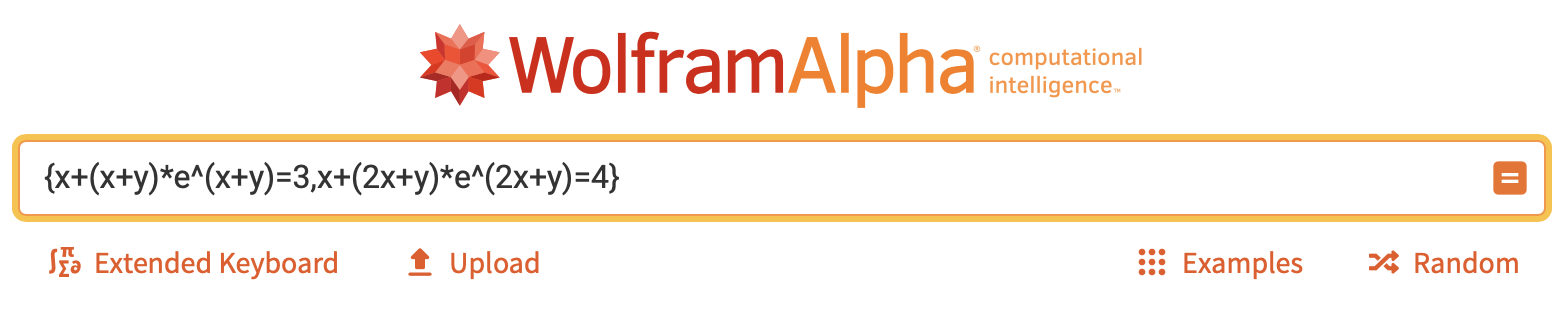 WolframAlpha® computational
intelligence™
{x+(x+y)*e^(x+y)=3,x+(2x+y)*e^(2x+y)=4}
Extended Keyboard
Upload
Examples
Random